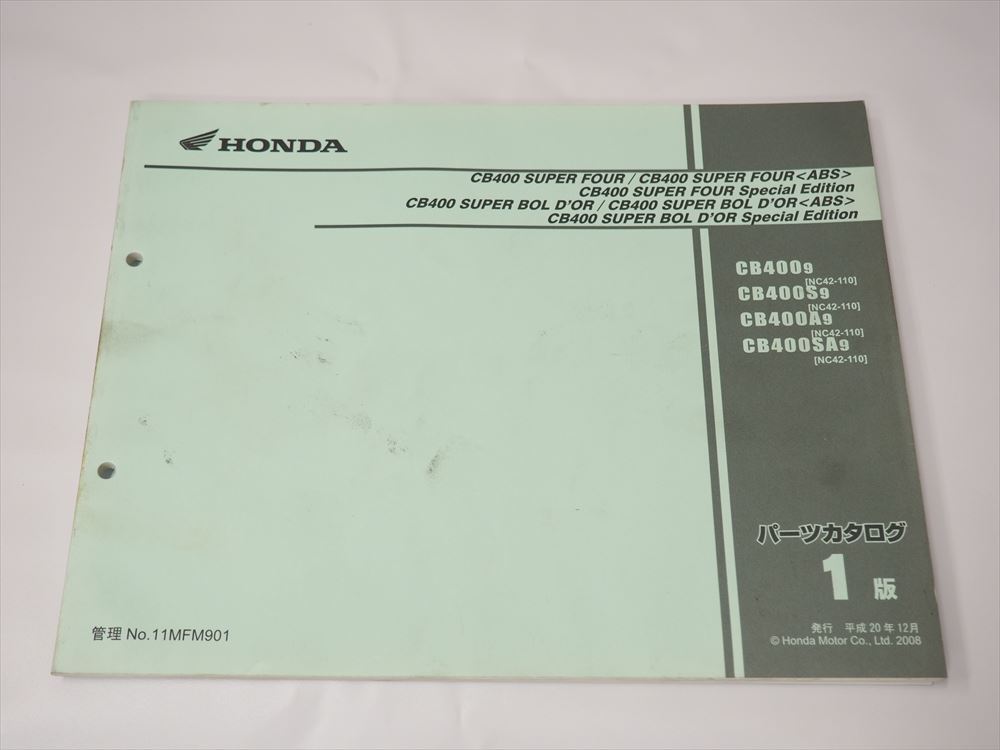 HONDA
CB400 SUPER FOUR / CB400 SUPER FOUR<ABS>
CB400 SUPER FOUR Special Edition
CB400 SUPER BOL D'OR / CB400 SUPER BOL D'OR<ABS>
CB400 SUPER BOL D'OR Special Edition
CB4009
[NC42-110]
CB400S9
[NC42-110]
CB400A9
[NC42-110]
CB400SA9
[NC42-110]
パーツカタログ
1版
発行 平成20年12月
© Honda Motor Co., Ltd. 2008
管理 No.11MFM901